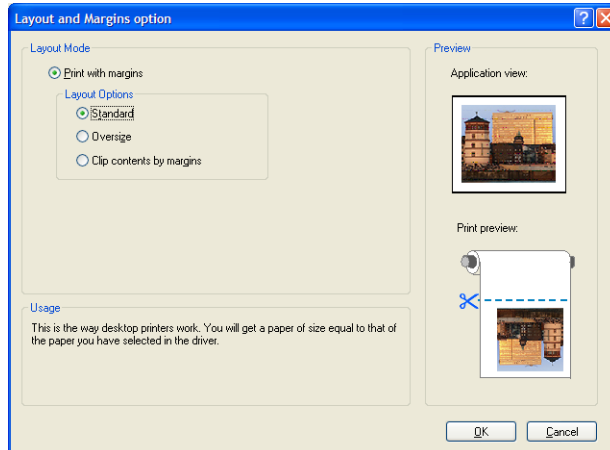 Layout and Margins option
Layout Mode
Print with margins
Layout Options
Standard
Oversize
Clip contents by margins
Usage
This is the way desktop printers work. You will get a paper of size equal to that of
the paper you have selected in the driver.
Preview
Application view:
Print preview:
OK
Cancel